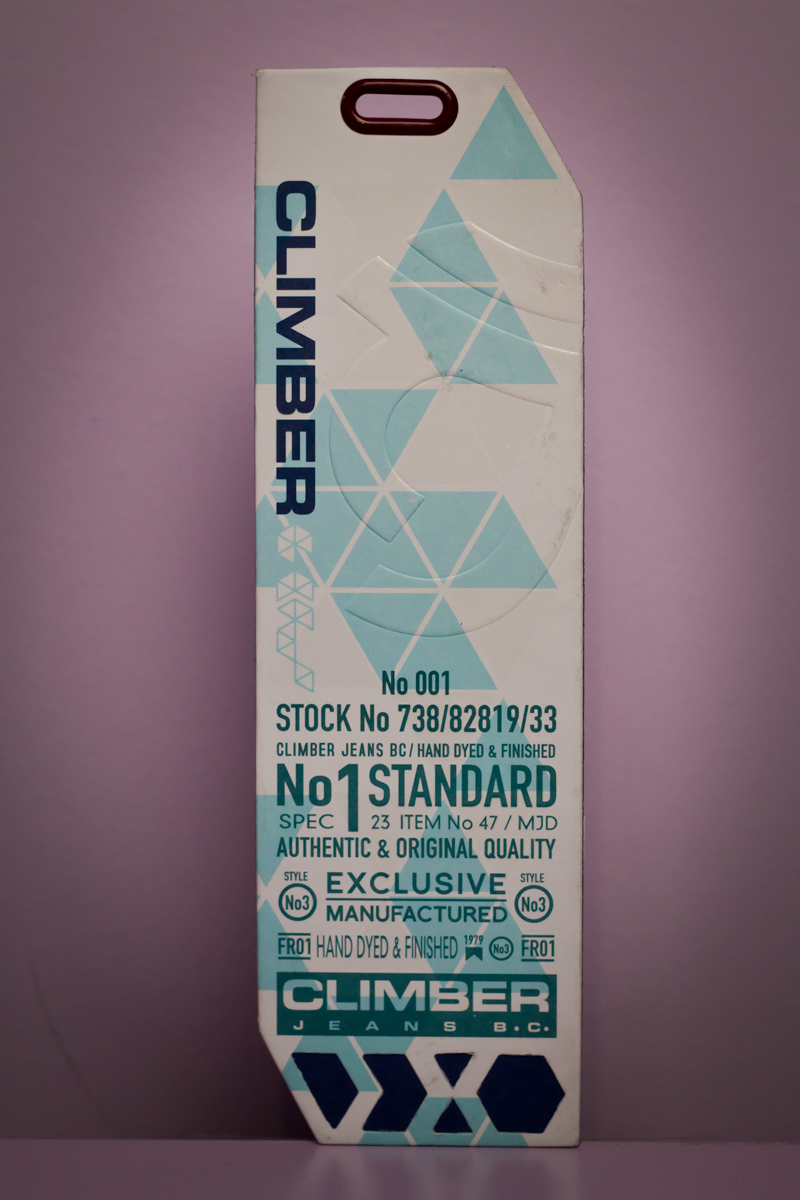 CLIMBER
No 001
STOCK No 738/82819/33
CLIMBER JEANS BC/ HAND DYED & FINISHED
No1 STANDARD
SPEC 23 ITEM No 47 / MJD
AUTHENTIC & ORIGINAL QUALITY
STYLE No3 EXCLUSIVE STYLE No3
MANUFACTURED
FR01 HAND DYED & FINISHED 1979 No3 FR01
CLIMBER
JEANS B.C.